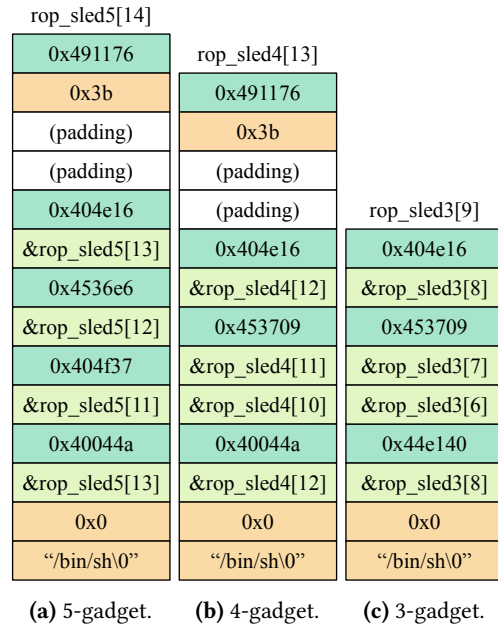 rop_sled5[14]
0x491176
0x3b
(padding)
(padding)
0x404e16
&rop_sled5[13]
0x4536e6
&rop_sled5[12]
0x404f37
&rop_sled5[11]
0x40044a
&rop_sled5[13]
0x0
“/bin/sh\0”
(a) 5-gadget.
rop_sled4[13]
0x491176
0x3b
(padding)
(padding)
0x404e16
&rop_sled4[12]
0x453709
&rop_sled4[11]
&rop_sled4[10]
0x40044a
&rop_sled4[12]
0x0
“/bin/sh\0”
(b) 4-gadget.
rop_sled3[9]
0x404e16
&rop_sled3[8]
0x453709
&rop_sled3[7]
&rop_sled3[6]
0x44e140
&rop_sled3[8]
0x0
“/bin/sh\0”
(c) 3-gadget.